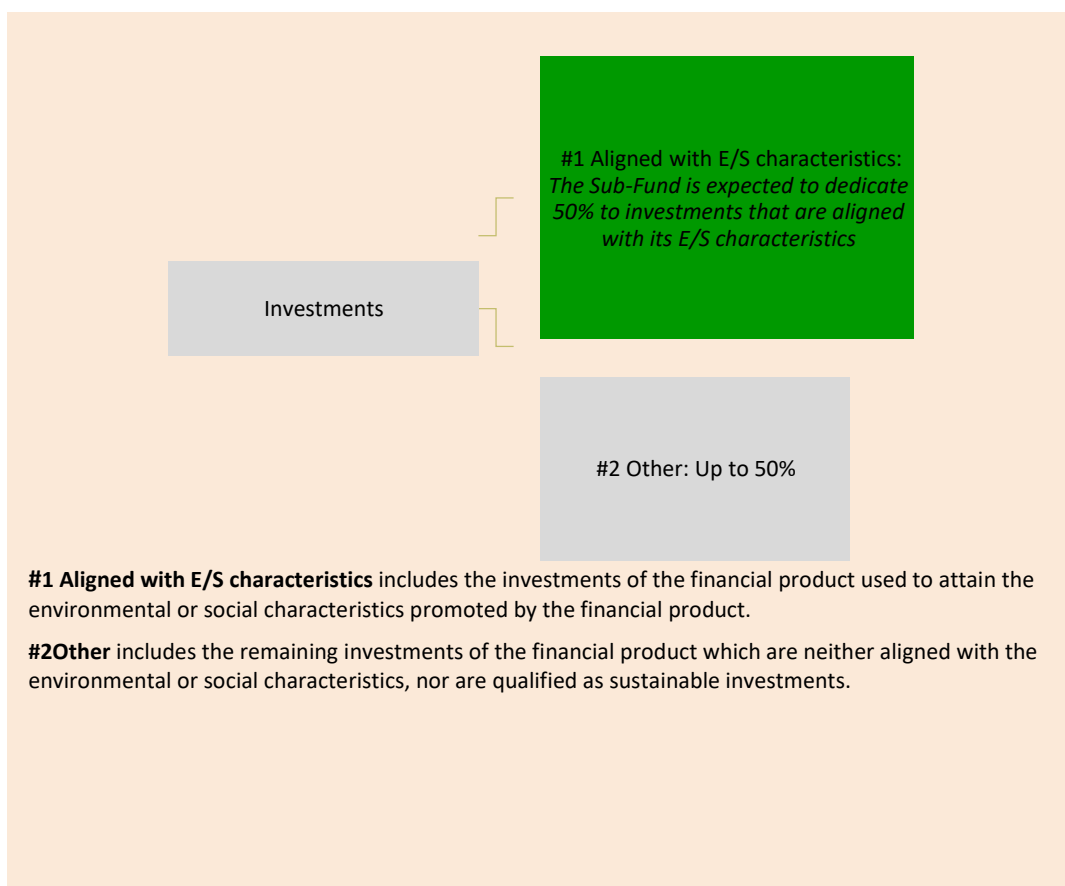 #1 Aligned with E/S characteristics:
The Sub-Fund is expected to dedicate
50% to investments that are aligned
with its E/S characteristics
Investments
#2 Other: Up to 50%
#1 Aligned with E/S characteristics includes the investments of the financial product used to attain the
environmental or social characteristics promoted by the financial product.
#2Other includes the remaining investments of the financial product which are neither aligned with the
environmental or social characteristics, nor are qualified as sustainable investments.